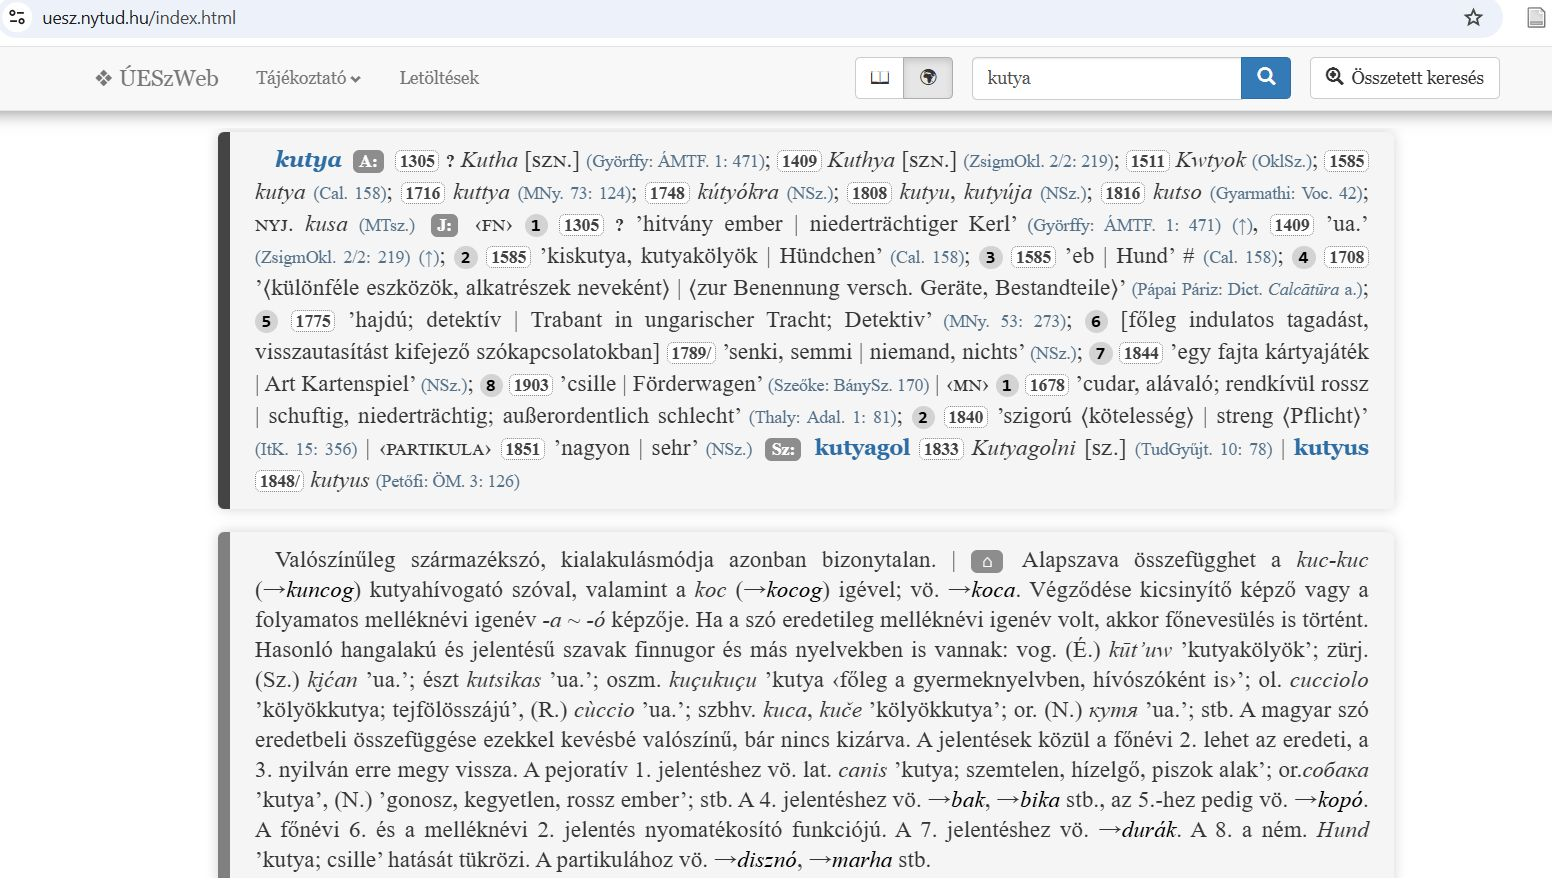 uesz.nytud.hu/index.html
❖ ÚESzWeb Tájékoztató Letöltések kutya Összetett keresés
kutya A: 1305 ? Kutha [SZN.] (Györffy: ÁMTF. 1: 471); 1409 Kuthya [SZN.] (ZsigmOkl. 2/2: 219); 1511 Kwtyok (OklSz.); 1585
kutya (Cal. 158); 1716 kuttya (MNy. 73: 124); 1748 kútyókra (NSz.); 1808 kutyu, kutyúja (NSz.); 1816 kutso (Gyarmathi: Voc. 42);
NYJ. kusa (MTsz.) J: ‹FN› 1 1305 ? ’hitvány ember | niederträchtiger Kerl’ (Györffy: ÁMTF. 1: 471) (↑), 1409 ’ua.’
(ZsigmOkl. 2/2: 219) (↑); 2 1585 ’kiskutya, kutyakölyök | Hündchen’ (Cal. 158); 3 1585 ’eb | Hund’ # (Cal. 158); 4 1708
’⟨különféle eszközök, alkatrészek neveként⟩ | ⟨zur Benennung versch. Geräte, Bestandteile⟩’ (Pápai Páriz: Dict. Calcātūra a.);
5 1775 ’hajdú; detektív | Trabant in ungarischer Tracht; Detektiv’ (MNy. 53: 273); 6 [főleg indulatos tagadást,
visszautasítást kifejező szókapcsolatokban] 1789/ ’senki, semmi | niemand, nichts’ (NSz.); 7 1844 ’egy fajta kártyajáték
| Art Kartenspiel’ (NSz.); 8 1903 ’csille | Förderwagen’ (Szeőke: BánySz. 170) | ‹MN› 1 1678 ’cudar, alávaló; rendkívül rossz
| schuftig, niederträchtig; außerordentlich schlecht’ (Thaly: Adal. 1: 81); 2 1840 ’szigorú ⟨kötelesség⟩ | streng ⟨Pflicht⟩’
(ItK. 15: 356) | ‹PARTIKULA› 1851 ’nagyon | sehr’ (NSz.) Sz: kutyagol 1833 Kutyagolni [SZ.] (TudGyűjt. 10: 78) | kutyus
1848/ kutyus (Petőfi: ÖM. 3: 126)
Valószínűleg származékszó, kialakulásmódja azonban bizonytalan. | ⌂ Alapszava összefügghet a kuc-kuc
(→kuncog) kutyahívogató szóval, valamint a koc (→kocog) igével; vö. →koca. Végződése kicsinyítő képző vagy a
folyamatos melléknévi igenév -a ~ -ó képzője. Ha a szó eredetileg melléknévi igenév volt, akkor főnevesülés is történt.
Hasonló hangalakú és jelentésű szavak finnugor és más nyelvekben is vannak: vog. (É.) kūt’uw ’kutyakölyök’; zürj.
(Sz.) ki̮ćan ’ua.’; észt kutsikas ’ua.’; oszm. kuçukuçu ’kutya ‹főleg a gyermeknyelvben, hívószóként is›’; ol. cucciolo
’kölyökkutya; tejfölösszájú’, (R.) cùccio ’ua.’; szbhv. kuca, kuče ’kölyökkutya’; or. (N.) кутя ’ua.’; stb. A magyar szó
eredetbeli összefüggése ezekkel kevésbé valószínű, bár nincs kizárva. A jelentések közül a főnévi 2. lehet az eredeti, a
3. nyilván erre megy vissza. A pejoratív 1. jelentéshez vö. lat. canis ’kutya; szemtelen, hízelgő, piszok alak’; or.собака
’kutya’, (N.) ’gonosz, kegyetlen, rossz ember’; stb. A 4. jelentéshez vö. →bak, →bika stb., az 5.-hez pedig vö. →kopó.
A főnévi 6. és a melléknévi 2. jelentés nyomatékosító funkciójú. A 7. jelentéshez vö. →durák. A 8. a ném. Hund
’kutya; csille’ hatását tükrözi. A partikulához vö. →disznó, →marha stb.